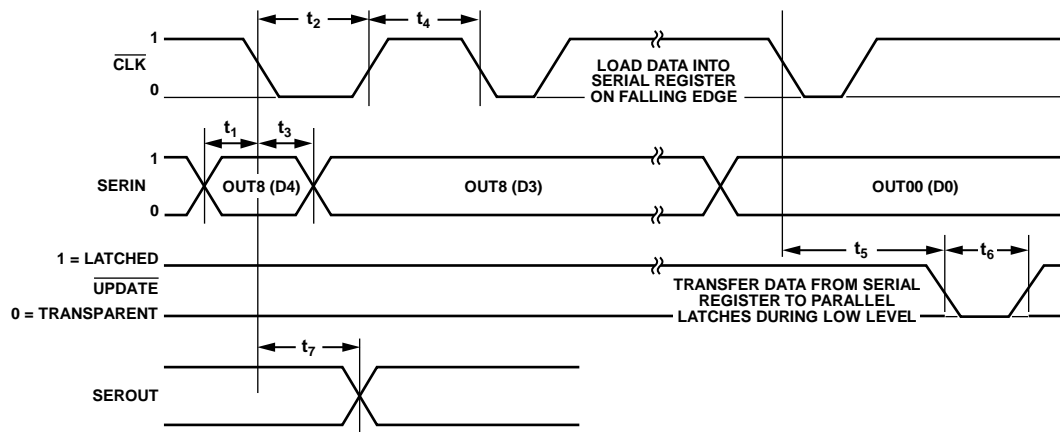 t2
t4
1
CLK
0
LOAD DATA INTO
SERIAL REGISTER
ON FALLING EDGE
t1
t3
1
SERIN
0
OUT8 (D4)
OUT8 (D3)
OUT00 (D0)
t5
t6
1 = LATCHED
UPDATE
0 = TRANSPARENT
TRANSFER DATA FROM SERIAL
REGISTER TO PARALLEL
LATCHES DURING LOW LEVEL
t7
SEROUT